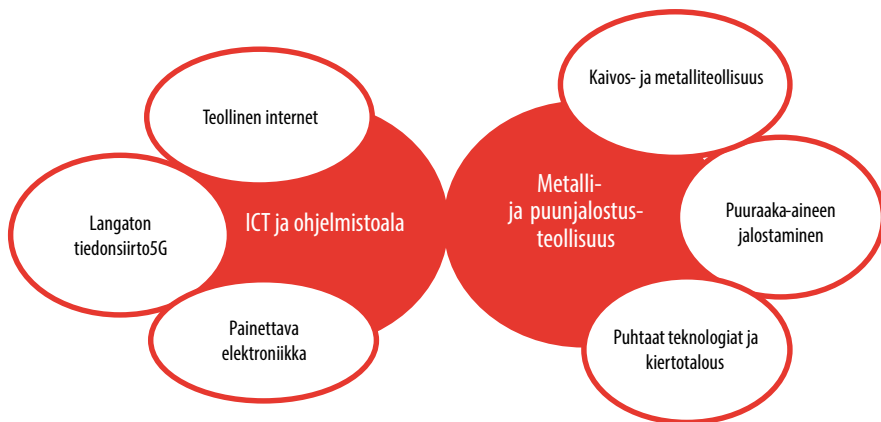 Teollinen internet
Langaton
tiedonsiirto5G
ICT ja ohjelmistoala
Painettava
elektroniikka
Kaivos- ja metalliteollisuus
Metalli-
ja puunjalostus-
teollisuus
Puuraaka-aineen
jalostaminen
Puhtaat teknologiat ja
kiertotalous